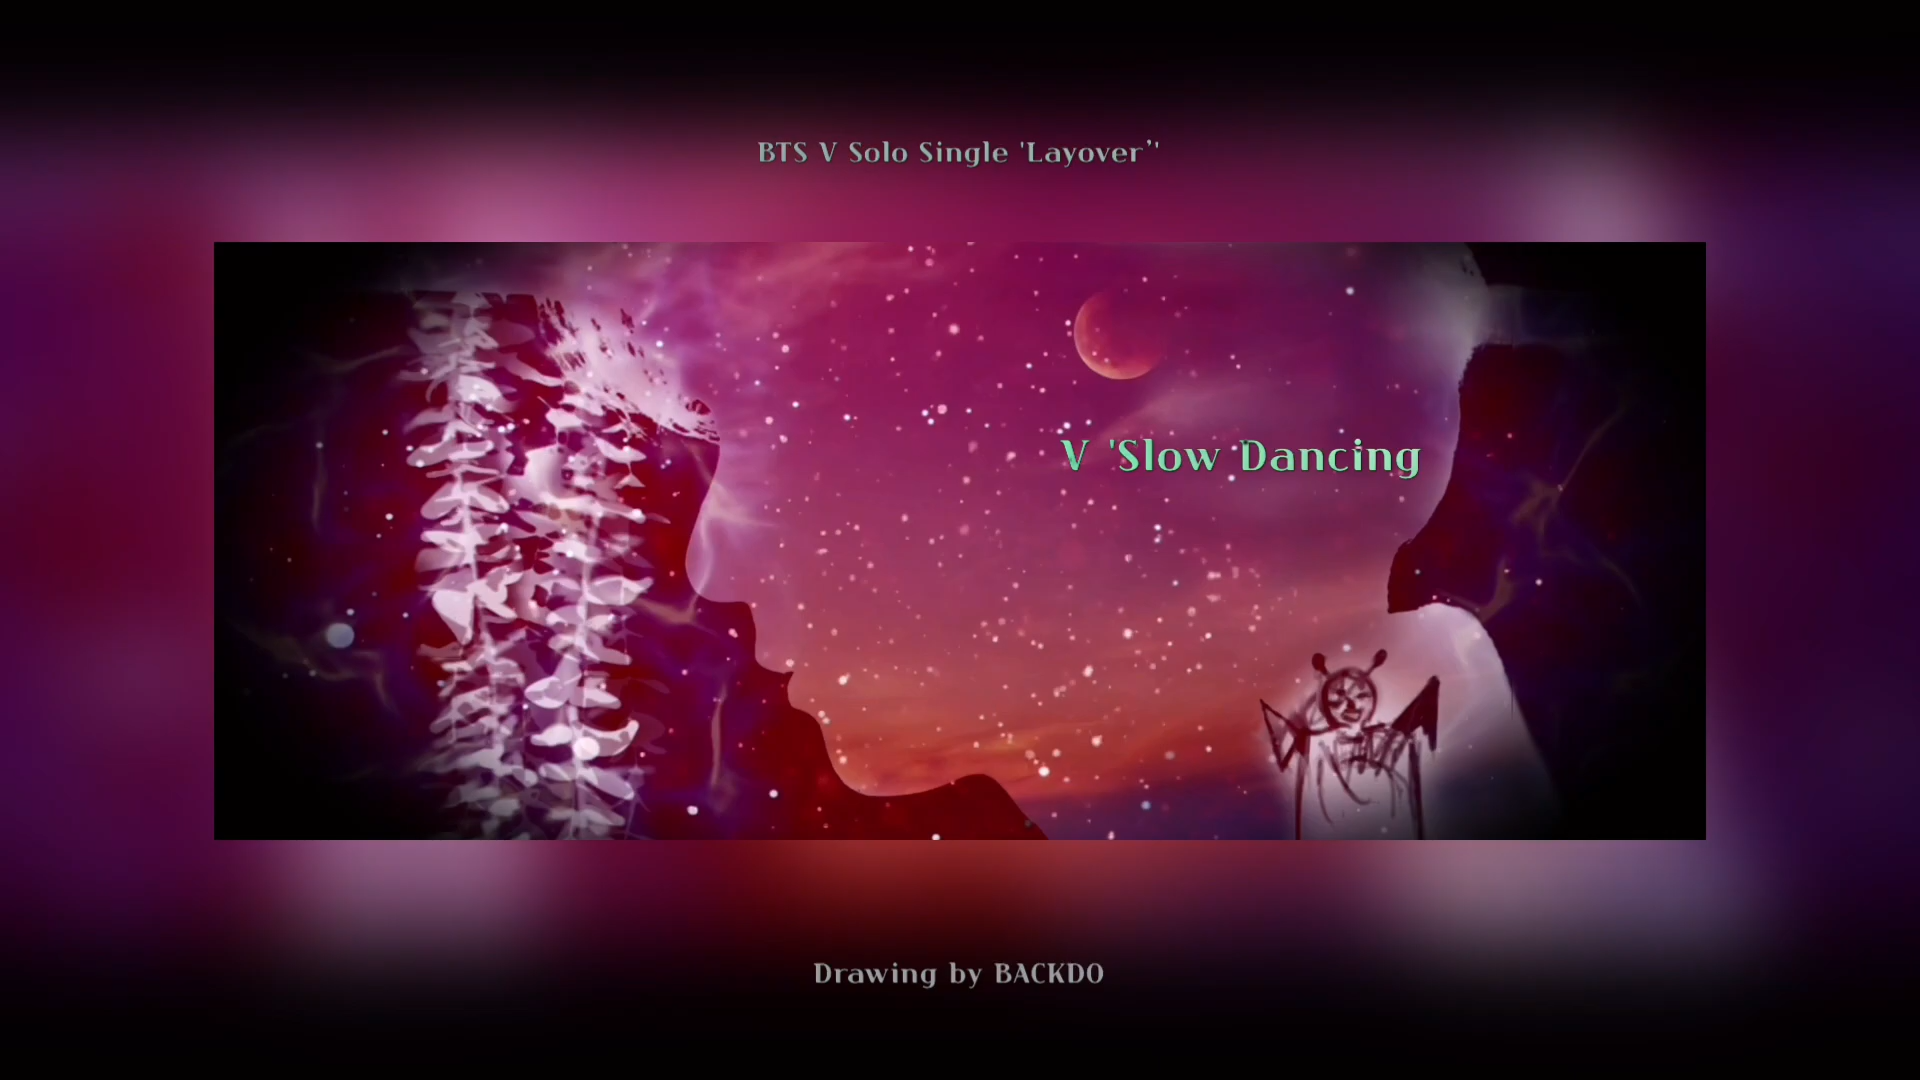 BTS V Solo Single 'Layover’'
V 'Slow Dancing
Drawing by BACKDO